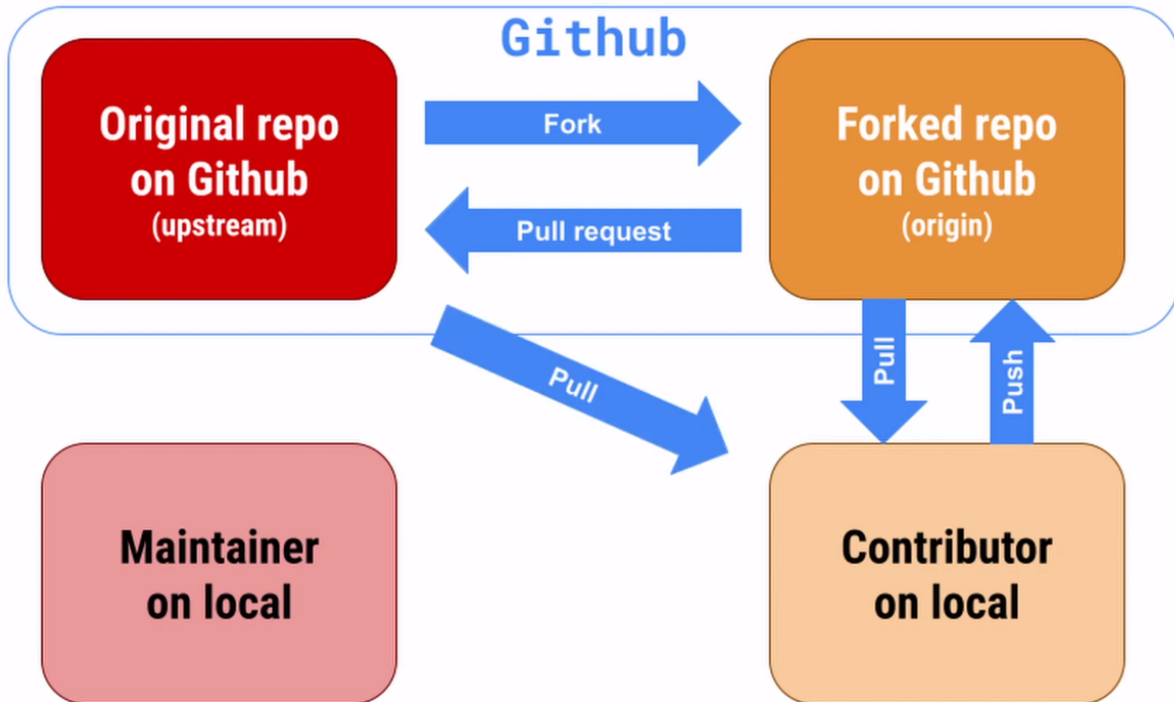 Github
Original repo
on Github
(upstream)
Fork
Pull request
Forked repo
on Github
(origin)
Pull
Pull
Push
Maintainer
on local
Contributor
on local